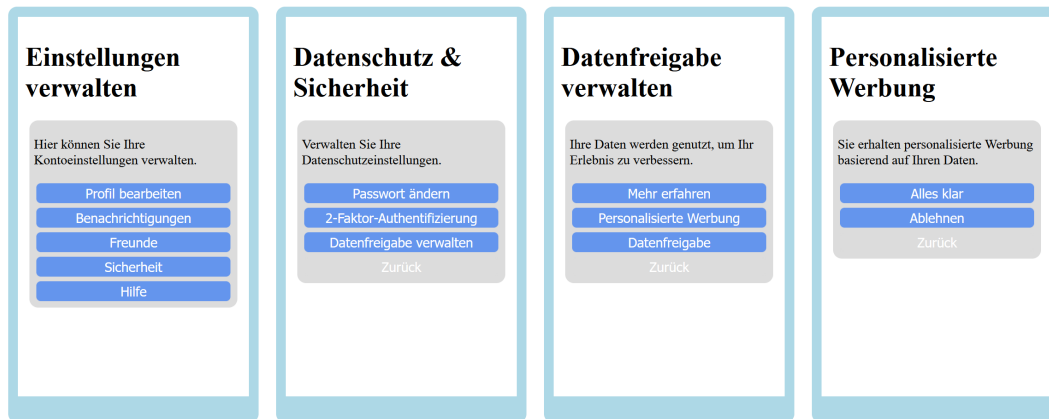 Einstellungen
verwalten
Hier können Sie Ihre
Kontoeinstellungen verwalten.
Profil bearbeiten
Benachrichtigungen
Freunde
Sicherheit
Hilfe
Datenschutz &
Sicherheit
Verwalten Sie Ihre
Datenschutzeinstellungen.
Passwort ändern
2-Faktor-Authentifizierung
Datenfreigabe verwalten
Zurück
Datenfreigabe
verwalten
Ihre Daten werden genutzt, um Ihr
Erlebnis zu verbessern.
Mehr erfahren
Personalisierte Werbung
Datenfreigabe
Zurück
Personalisierte
Werbung
Sie erhalten personalisierte Werbung
basierend auf Ihren Daten.
Alles klar
Ablehnen
Zurück